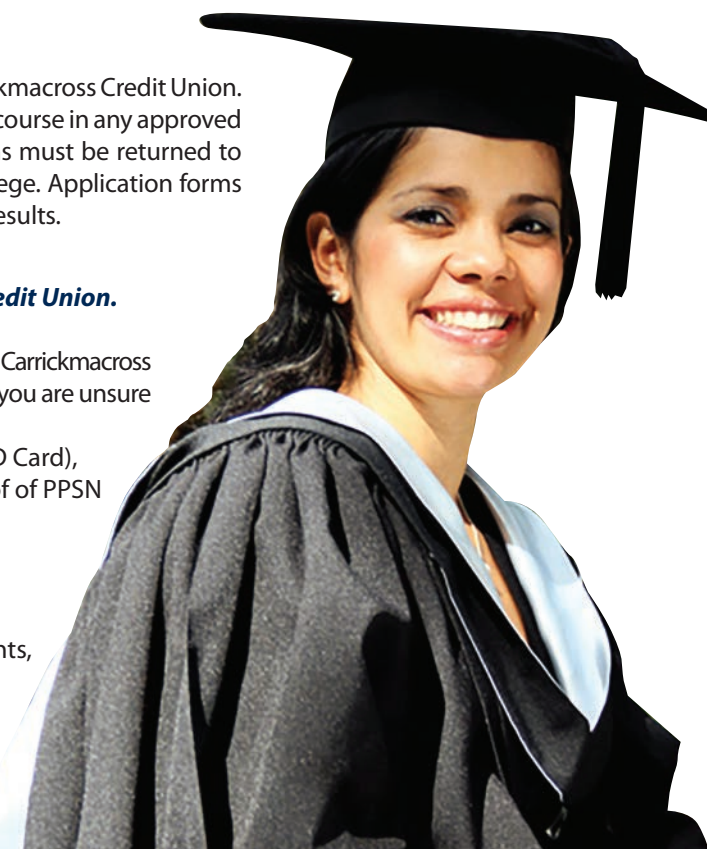 kmacross Credit Union.
course in any approved
s must be returned to
ege. Application forms
esults.
edit Union.
Carrickmacross
you are unsure
D Card),
of of PPSN
nts,